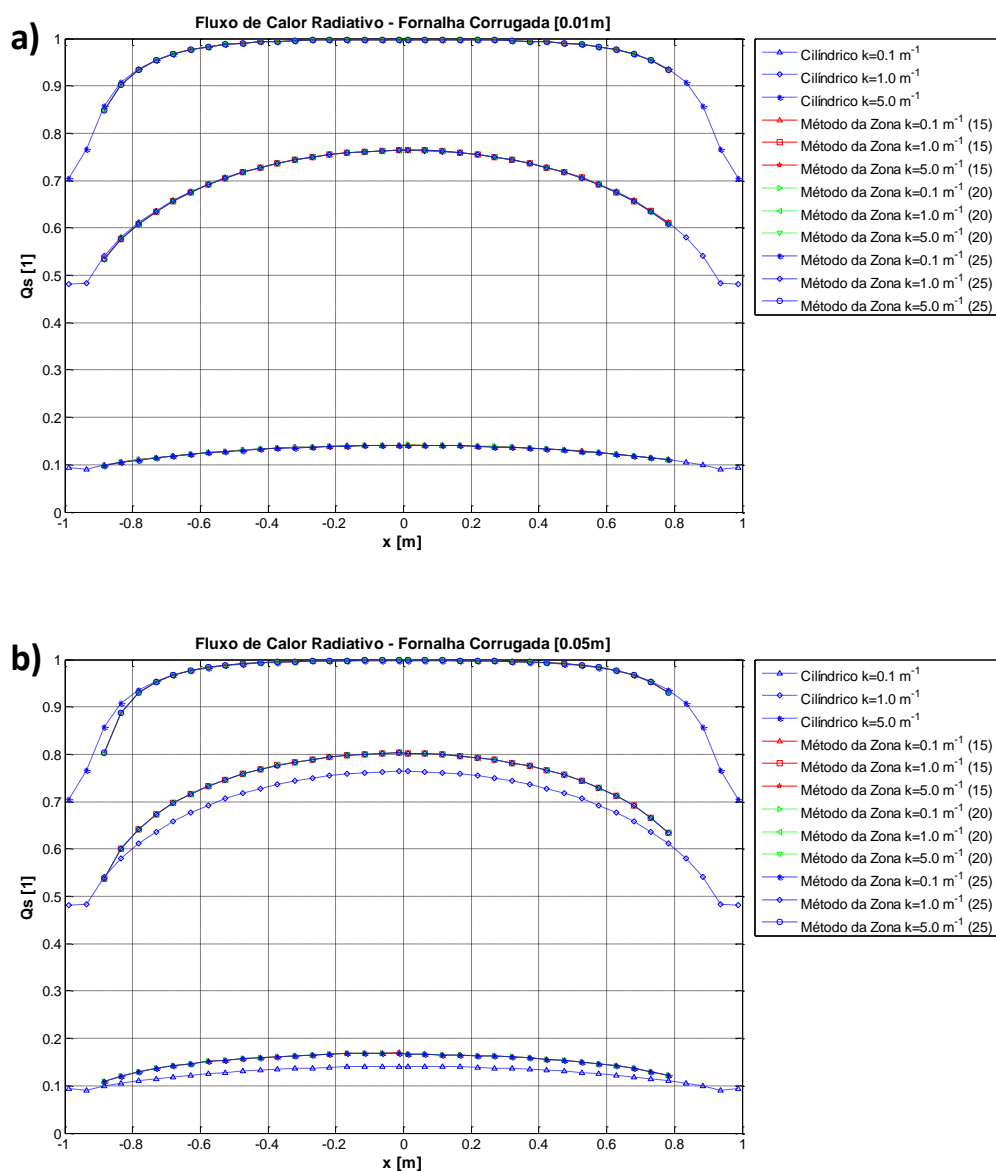 a)
Fluxo de Calor Radiativo - Fornalha Corrugada [0.01m]
1
0.9
0.8
0.7
0.6
0.5
0.4
0.3
0.2
0.1
0
Qs [1]
-1 -0.8 -0.6 -0.4 -0.2 0 0.2 0.4 0.6 0.8 1
x [m]
Cilíndrico k=0.1 m⁻¹
Cilíndrico k=1.0 m⁻¹
Cilíndrico k=5.0 m⁻¹
Método da Zona k=0.1 m⁻¹ (15)
Método da Zona k=1.0 m⁻¹ (15)
Método da Zona k=5.0 m⁻¹ (15)
Método da Zona k=0.1 m⁻¹ (20)
Método da Zona k=1.0 m⁻¹ (20)
Método da Zona k=5.0 m⁻¹ (20)
Método da Zona k=0.1 m⁻¹ (25)
Método da Zona k=1.0 m⁻¹ (25)
Método da Zona k=5.0 m⁻¹ (25)
b)
Fluxo de Calor Radiativo - Fornalha Corrugada [0.05m]
1
0.9
0.8
0.7
0.6
0.5
0.4
0.3
0.2
0.1
0
Qs [1]
-1 -0.8 -0.6 -0.4 -0.2 0 0.2 0.4 0.6 0.8 1
x [m]
Cilíndrico k=0.1 m⁻¹
Cilíndrico k=1.0 m⁻¹
Cilíndrico k=5.0 m⁻¹
Método da Zona k=0.1 m⁻¹ (15)
Método da Zona k=1.0 m⁻¹ (15)
Método da Zona k=5.0 m⁻¹ (15)
Método da Zona k=0.1 m⁻¹ (20)
Método da Zona k=1.0 m⁻¹ (20)
Método da Zona k=5.0 m⁻¹ (20)
Método da Zona k=0.1 m⁻¹ (25)
Método da Zona k=1.0 m⁻¹ (25)
Método da Zona k=5.0 m⁻¹ (25)